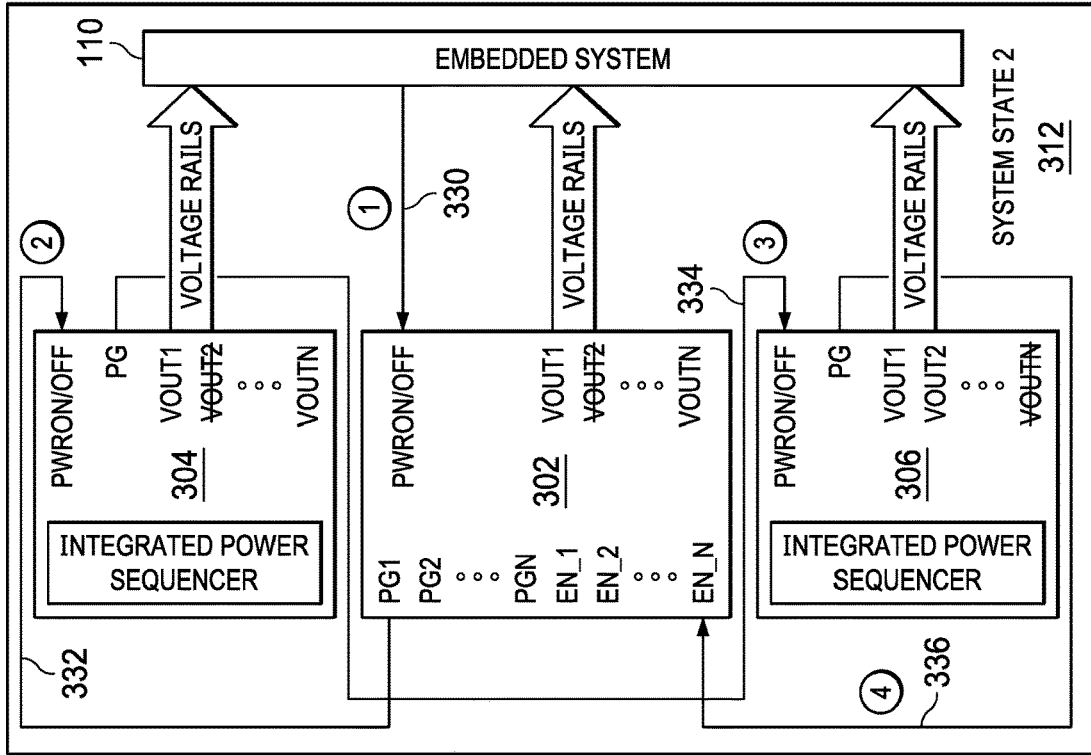 110
EMBEDDED SYSTEM
VOLTAGE RAILS
1
330
VOLTAGE RAILS
VOLTAGE RAILS
SYSTEM STATE 2
312
2
PWRON/OFF
PG
VOUT1
VOUT2
VOUTN
304
INTEGRATED POWER
SEQUENCER
332
PWRON/OFF
VOUT1
VOUT2
VOUTN
302
PG1
PG2
PGN
EN_1
EN_2
EN_N
334
3
PWRON/OFF
PG
VOUT1
VOUT2
VOUTN
306
INTEGRATED POWER
SEQUENCER
4
336